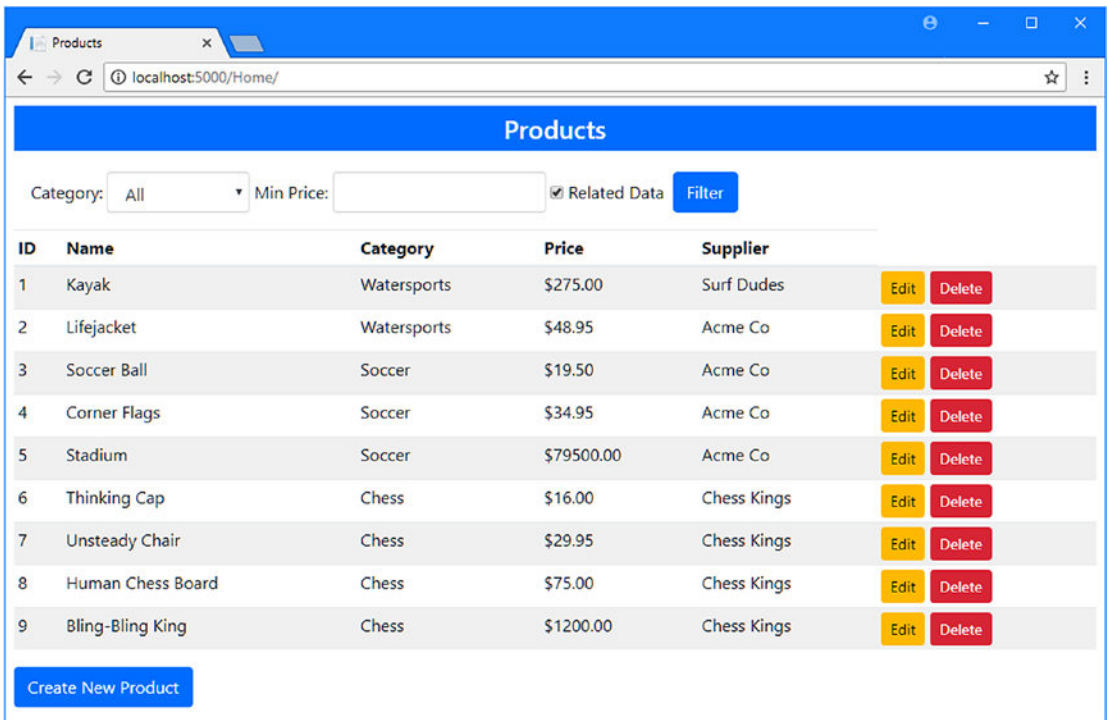 Products
localhost:5000/Home/
Products
Category: All Min Price: Related Data Filter
ID Name Category Price Supplier
1 Kayak Watersports $275.00 Surf Dudes Edit Delete
2 Lifejacket Watersports $48.95 Acme Co Edit Delete
3 Soccer Ball Soccer $19.50 Acme Co Edit Delete
4 Corner Flags Soccer $34.95 Acme Co Edit Delete
5 Stadium Soccer $79500.00 Acme Co Edit Delete
6 Thinking Cap Chess $16.00 Chess Kings Edit Delete
7 Unsteady Chair Chess $29.95 Chess Kings Edit Delete
8 Human Chess Board Chess $75.00 Chess Kings Edit Delete
9 Bling-Bling King Chess $1200.00 Chess Kings Edit Delete
Create New Product